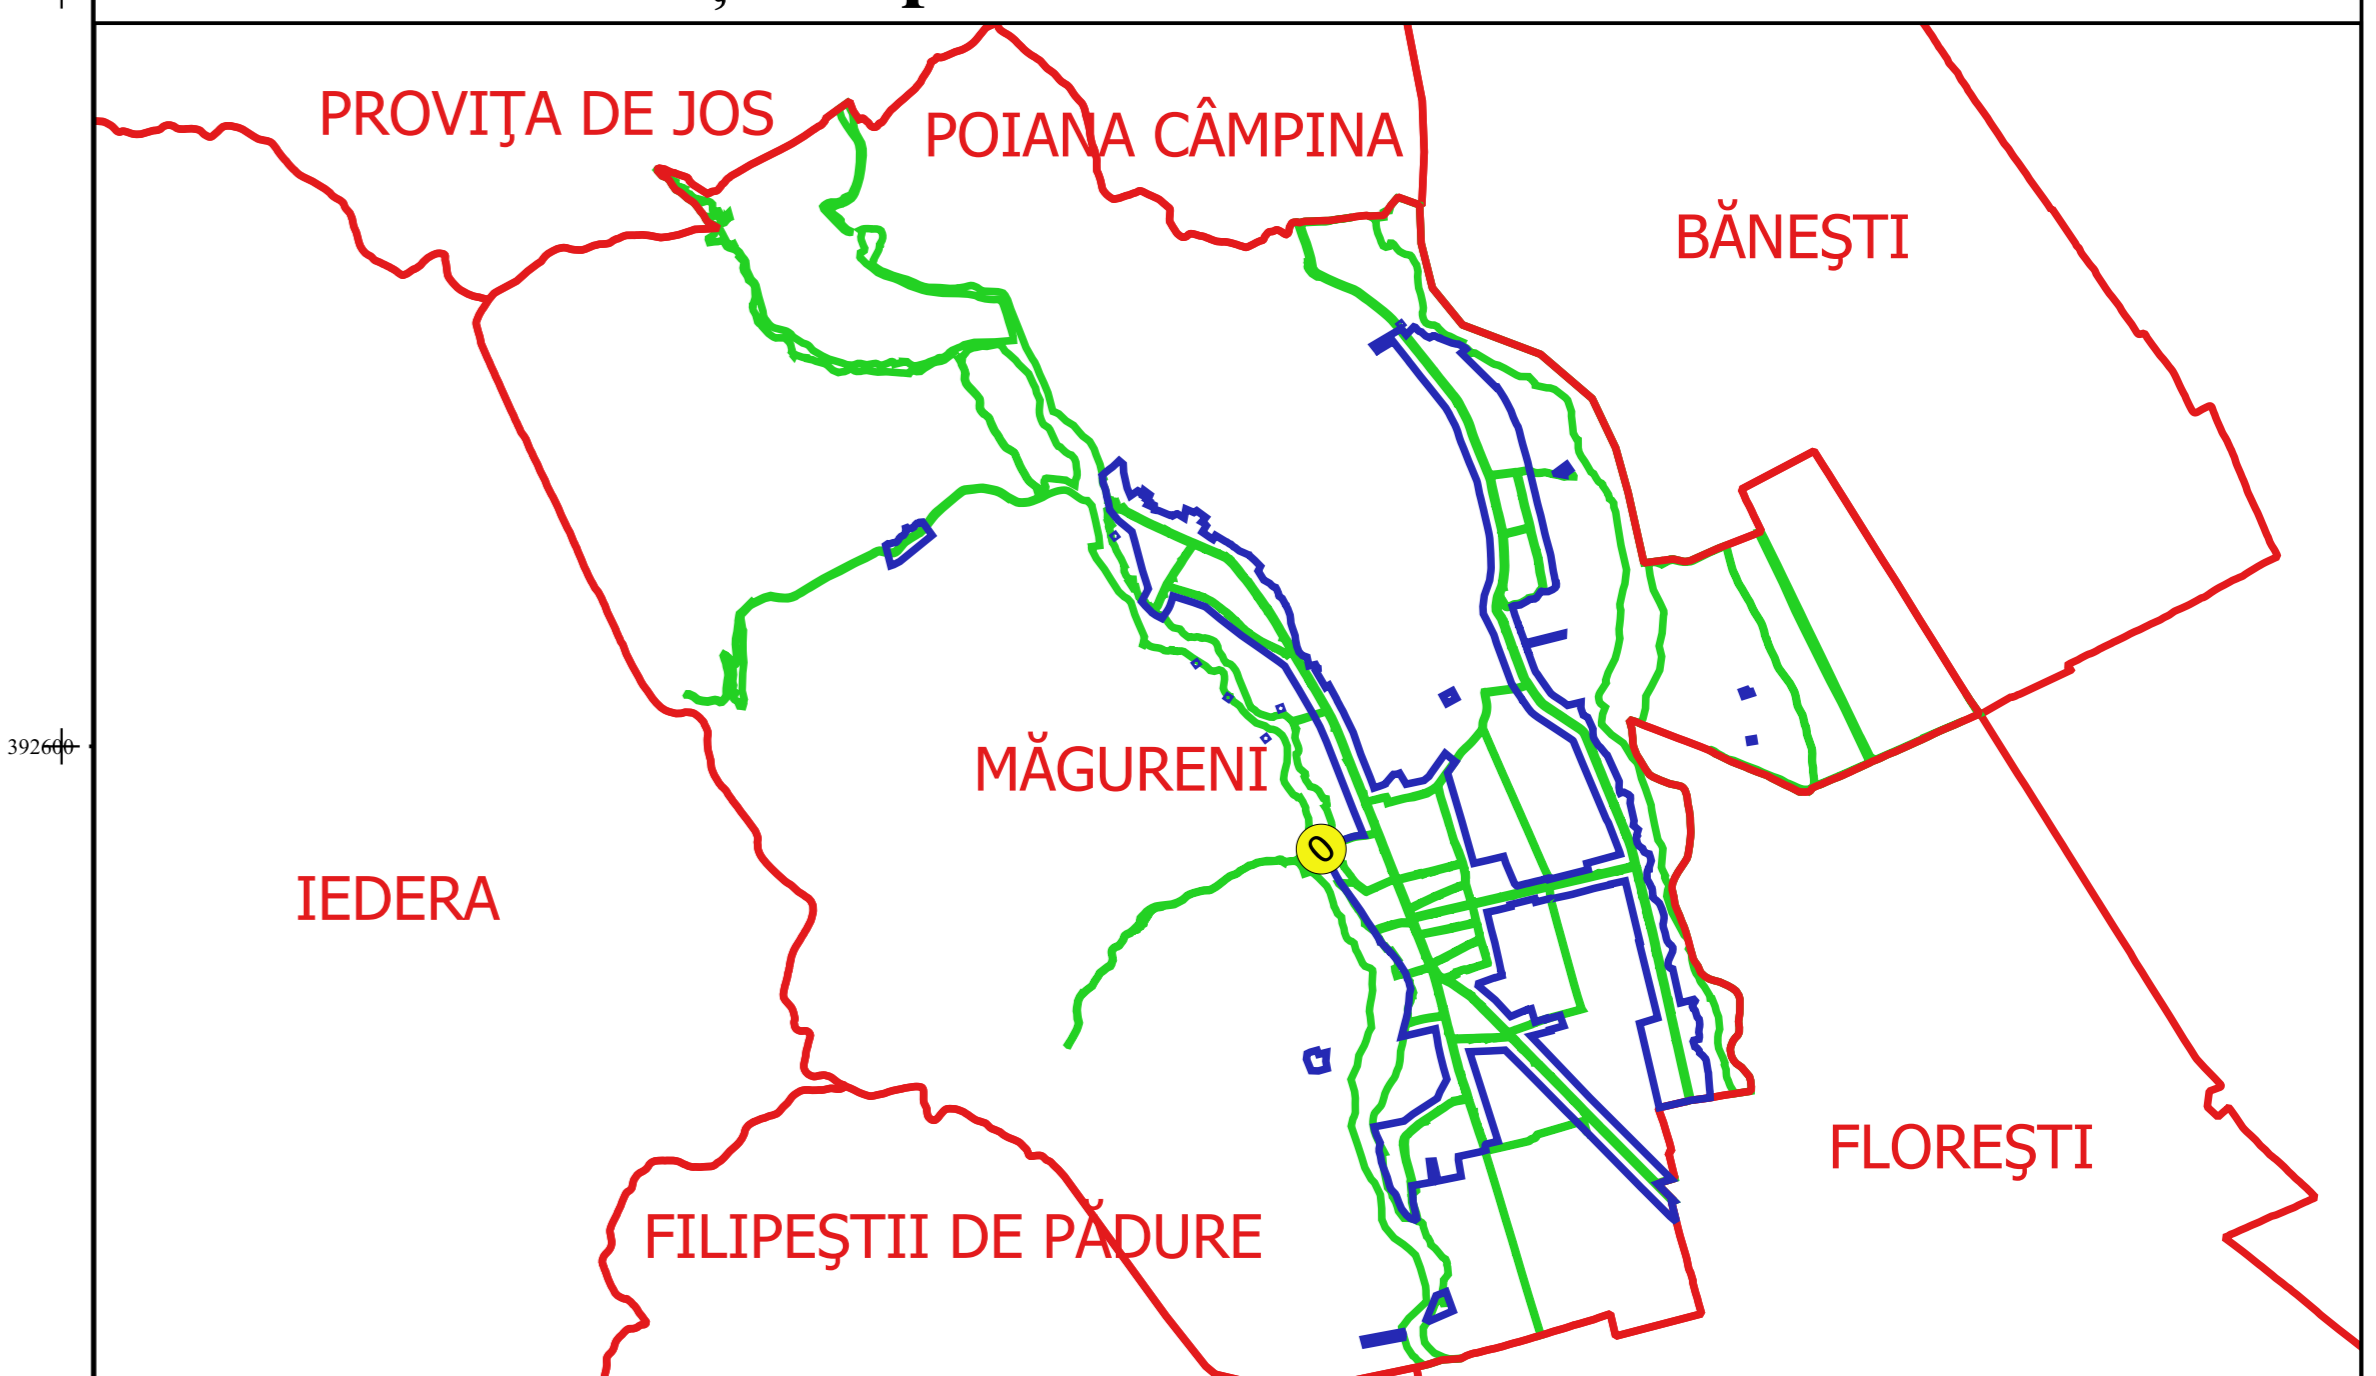 PROVIŢA DE JOS
POIANA CÂMPINA
BĂNEŞTI
392600
MĂGURENI
0
IEDERA
FLOREŞTI
FILIPEŞTII DE PĂDURE